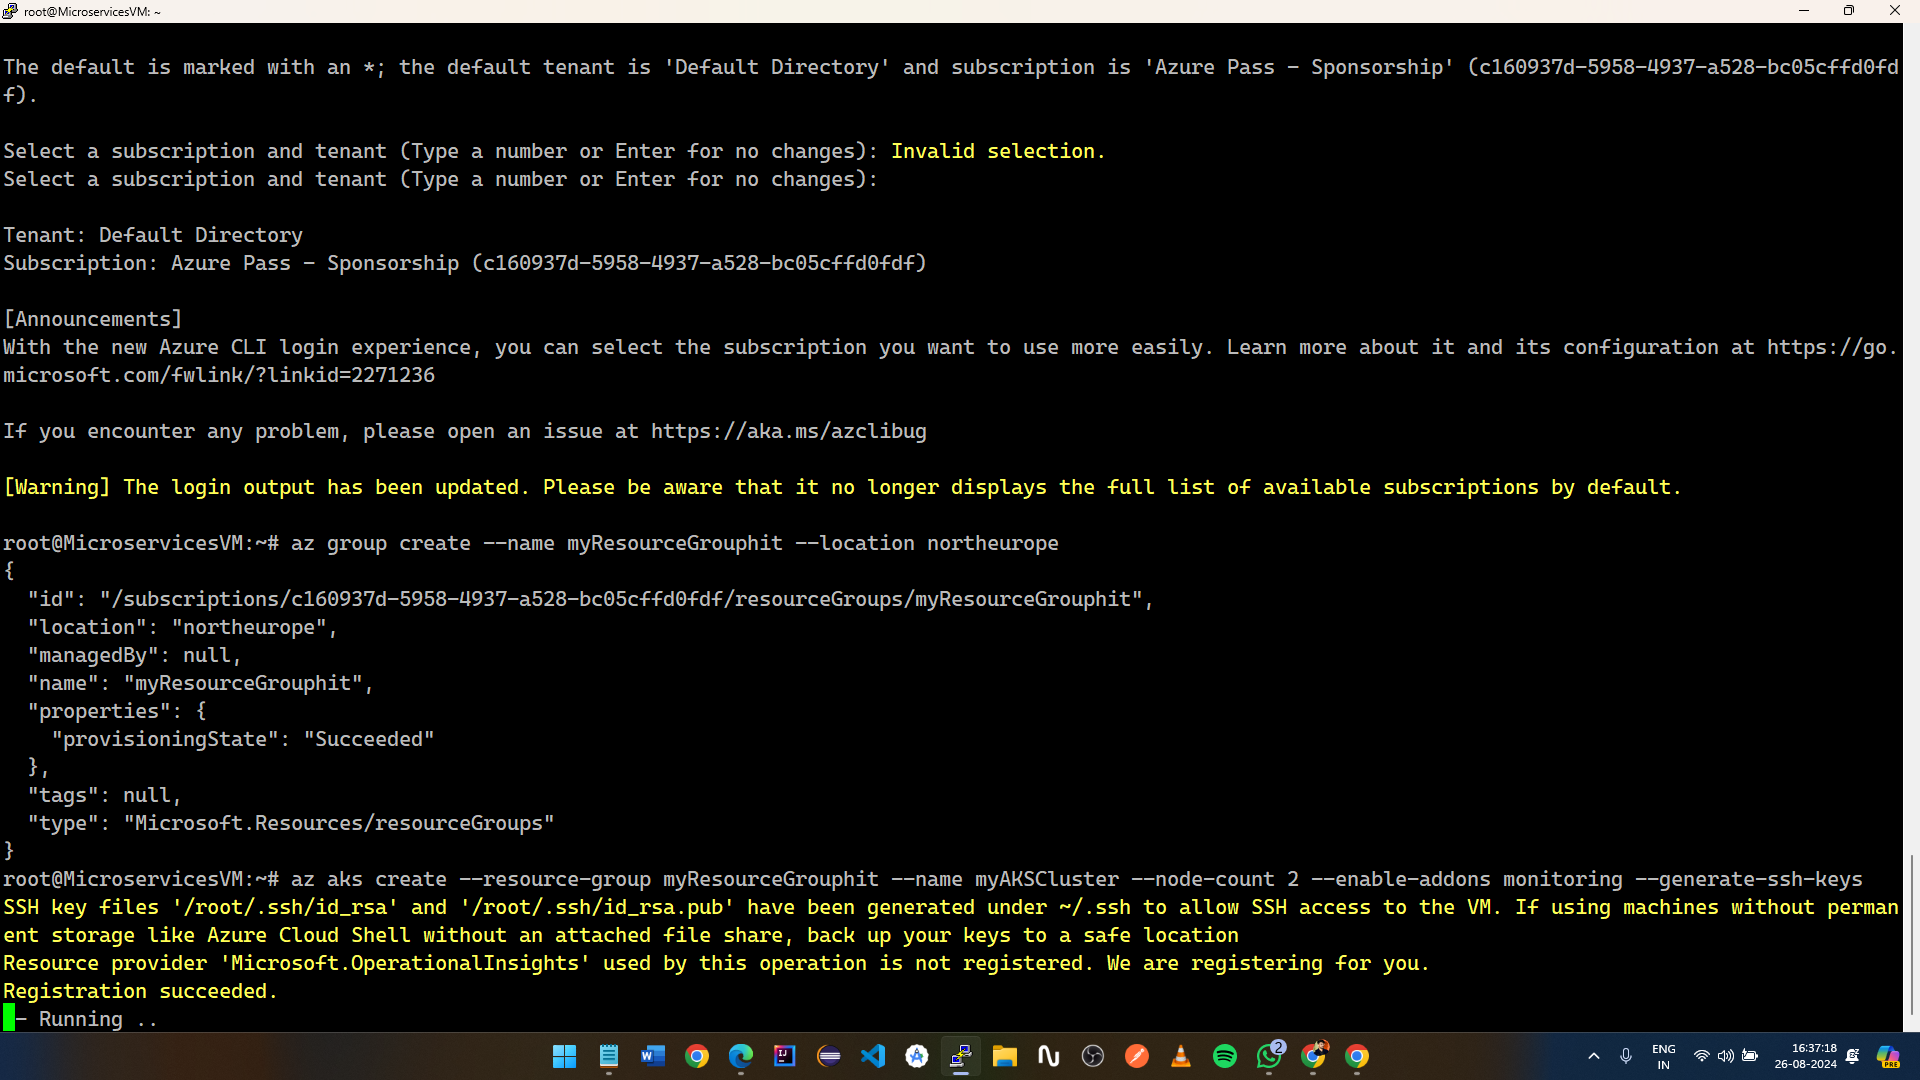 root@MicroservicesVM: ~
The default is marked with an *; the default tenant is 'Default Directory' and subscription is 'Azure Pass - Sponsorship' (c160937d-5958-4937-a528-bc05cffd0fd
f).
Select a subscription and tenant (Type a number or Enter for no changes): Invalid selection.
Select a subscription and tenant (Type a number or Enter for no changes):
Tenant: Default Directory
Subscription: Azure Pass - Sponsorship (c160937d-5958-4937-a528-bc05cffd0fdf)
[Announcements]
With the new Azure CLI login experience, you can select the subscription you want to use more easily. Learn more about it and its configuration at https://go.
microsoft.com/fwlink/?linkid=2271236
If you encounter any problem, please open an issue at https://aka.ms/azclibug
[Warning] The login output has been updated. Please be aware that it no longer displays the full list of available subscriptions by default.
root@MicroservicesVM:~# az group create --name myResourceGrouphit --location northeurope
{
  "id": "/subscriptions/c160937d-5958-4937-a528-bc05cffd0fdf/resourceGroups/myResourceGrouphit",
  "location": "northeurope",
  "managedBy": null,
  "name": "myResourceGrouphit",
  "properties": {
    "provisioningState": "Succeeded"
  },
  "tags": null,
  "type": "Microsoft.Resources/resourceGroups"
}
root@MicroservicesVM:~# az aks create --resource-group myResourceGrouphit --name myAKSCluster --node-count 2 --enable-addons monitoring --generate-ssh-keys
SSH key files '/root/.ssh/id_rsa' and '/root/.ssh/id_rsa.pub' have been generated under ~/.ssh to allow SSH access to the VM. If using machines without perman
ent storage like Azure Cloud Shell without an attached file share, back up your keys to a safe location
Resource provider 'Microsoft.OperationalInsights' used by this operation is not registered. We are registering for you.
Registration succeeded.
- Running ..
2
ENG
IN
16:37:18
26-08-2024
PRE